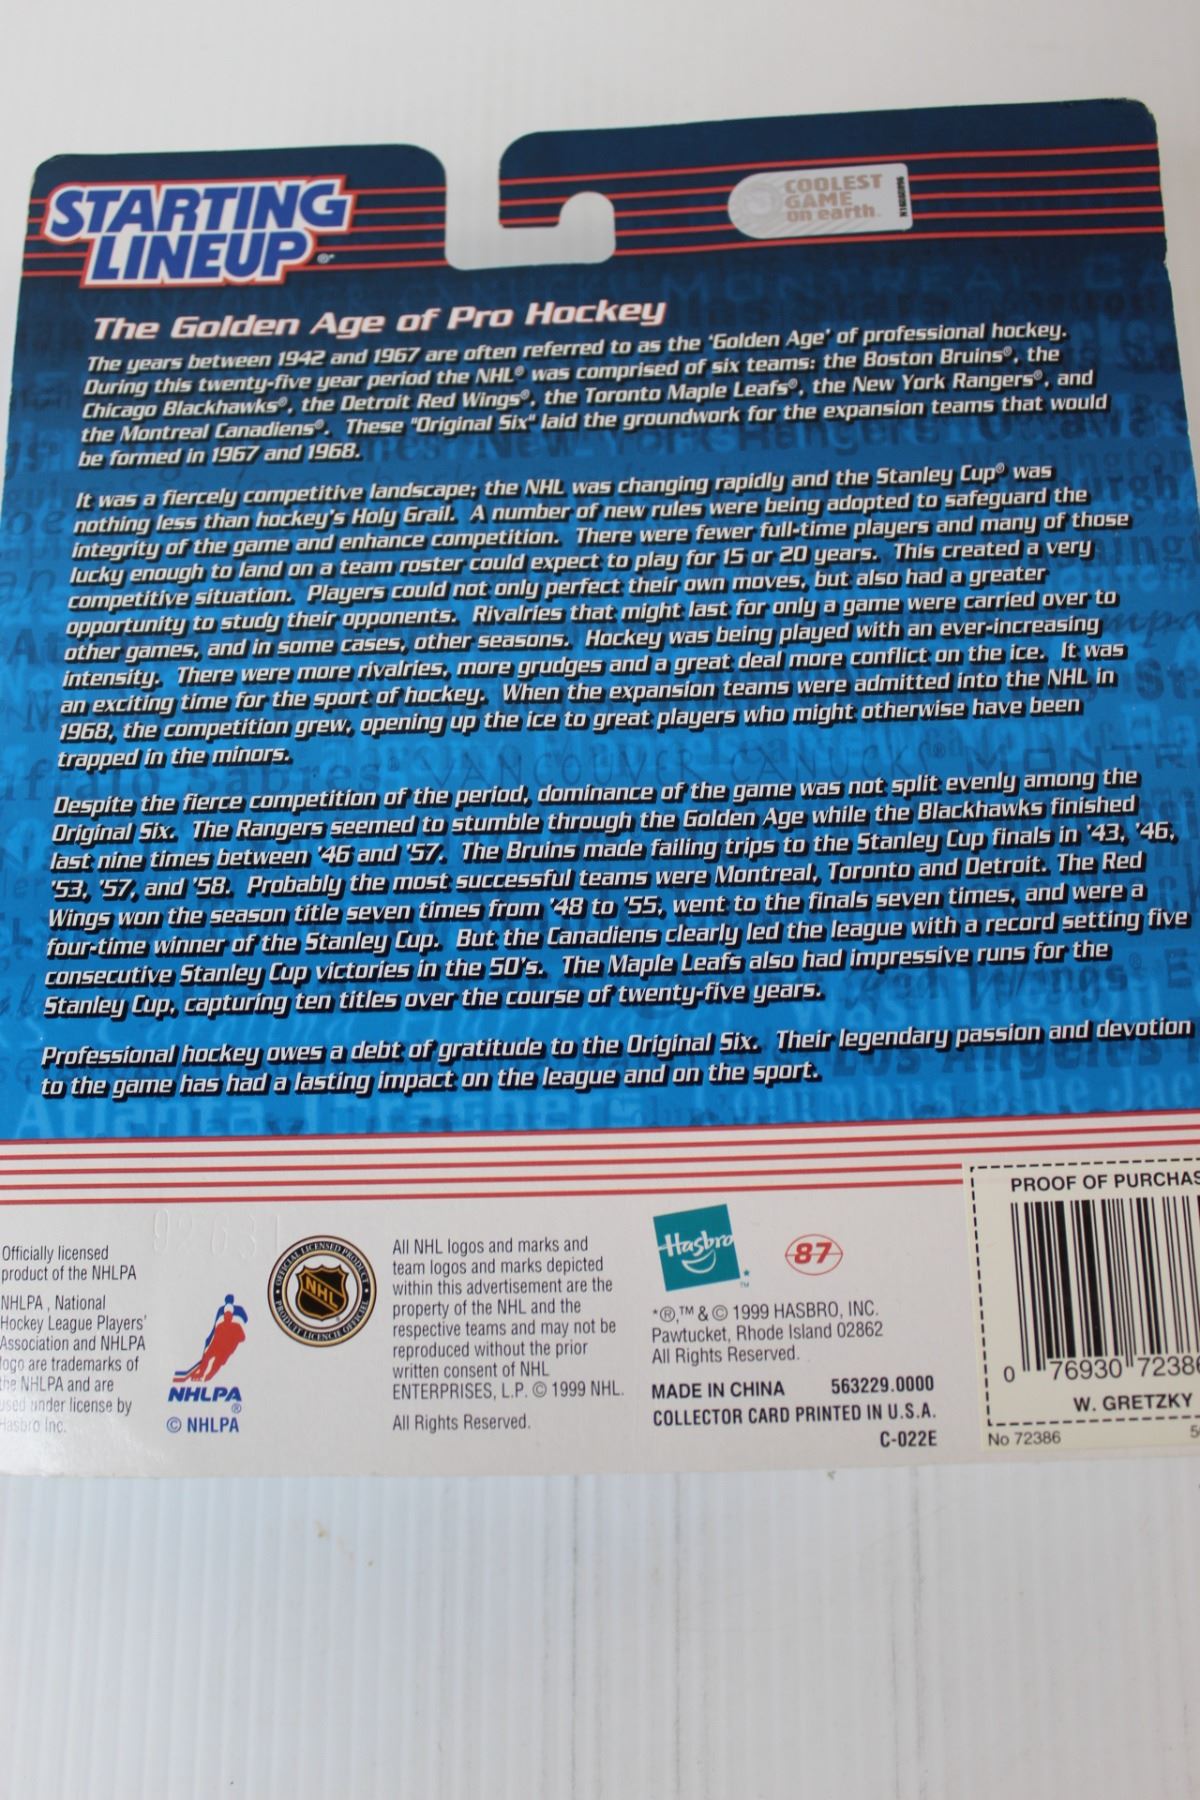 STARTING
LINEUP
COOLEST
GAME
on earth
The Golden Age of Pro Hockey
The years between 1942 and 1967 are often referred to as the 'Golden Age' of professional hockey.
During this twenty-five year period the NHL® was comprised of six teams: the Boston Bruins®, the
Chicago Blackhawks®, the Detroit Red Wings®, the Toronto Maple Leafs®, the New York Rangers®, and
the Montreal Canadiens®. These "Original Six" laid the groundwork for the expansion teams that would
be formed in 1967 and 1968.
It was a fiercely competitive landscape; the NHL was changing rapidly and the Stanley Cup® was
nothing less than hockey's Holy Grail. A number of new rules were being adopted to safeguard the
integrity of the game and enhance competition. There were fewer full-time players and many of those
lucky enough to land on a team roster could expect to play for 15 or 20 years. This created a very
competitive situation. Players could not only perfect their own moves, but also had a greater
opportunity to study their opponents. Rivalries that might last for only a game were carried over to
other games, and in some cases, other seasons. Hockey was being played with an ever-increasing
intensity. There were more rivalries, more grudges and a great deal more conflict on the ice. It was
an exciting time for the sport of hockey. When the expansion teams were admitted into the NHL in
1968, the competition grew, opening up the ice to great players who might otherwise have been
trapped in the minors.
VANCOUVER CANUCKS
Despite the fierce competition of the period, dominance of the game was not split evenly among the
Original Six. The Rangers seemed to stumble through the Golden Age while the Blackhawks finished
last nine times between '46 and '57. The Bruins made failing trips to the Stanley Cup finals in '43, '46,
'53, '57, and '58. Probably the most successful teams were Montreal, Toronto and Detroit. The Red
Wings won the season title seven times from '48 to '55, went to the finals seven times, and were a
four-time winner of the Stanley Cup. But the Canadiens clearly led the league with a record setting five
consecutive Stanley Cup victories in the 50's. The Maple Leafs also had impressive runs for the
Stanley Cup, capturing ten titles over the course of twenty-five years.
Professional hockey owes a debt of gratitude to the Original Six. Their legendary passion and devotion
to the game has had a lasting impact on the league and on the sport.
Officially licensed
product of the NHLPA
NHLPA , National
Hockey League Players'
Association and NHLPA
logo are trademarks of
the NHLPA and are
used under license by
Hasbro Inc.
NHLPA
®
© NHLPA
OFFICIAL LICENSED PRODUCT
NHL
PRODUIT LICENCIÉ OFFICIEL
All NHL logos and marks and
team logos and marks depicted
within this advertisement are the
property of the NHL and the
respective teams and may not be
reproduced without the prior
written consent of NHL
ENTERPRISES, L.P. © 1999 NHL.
All Rights Reserved.
Hasbro
87
*®,™ & © 1999 HASBRO, INC.
Pawtucket, Rhode Island 02862
All Rights Reserved.
MADE IN CHINA 563229.0000
COLLECTOR CARD PRINTED IN U.S.A.
C-022E
PROOF OF PURCHAS
0 76930 7238
W. GRETZKY
No 72386